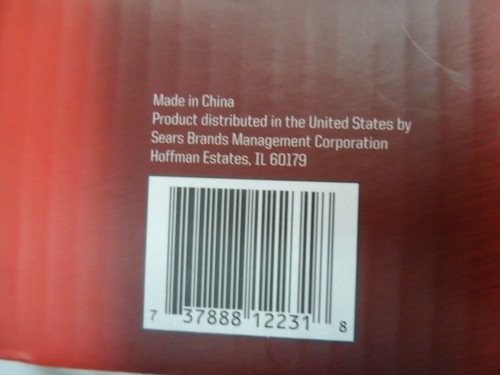 Made in China
Product distributed in the United States by
Sears Brands Management Corporation
Hoffman Estates, IL 60179
7 37888 12231 8